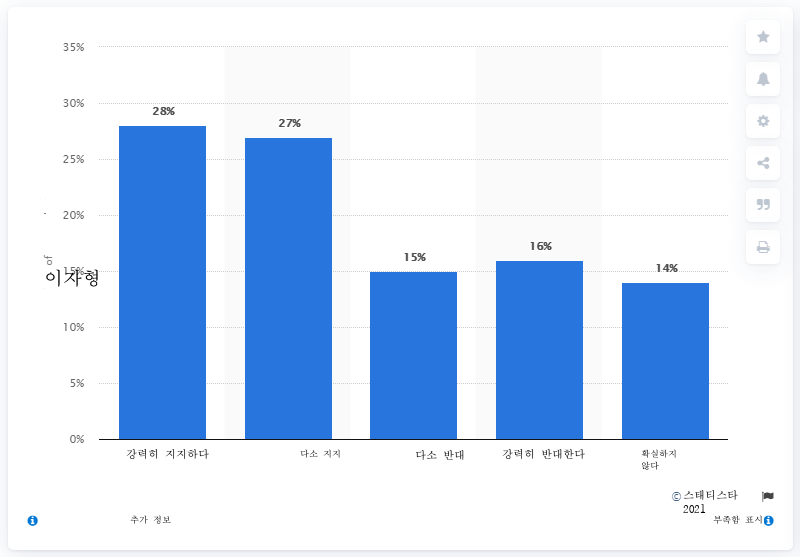 35%
30%
28%
27%
25%
20%
of
15%
이자형
15%
16%
14%
10%
5%
0%
강력히 지지하다
다소 지지
다소 반대
강력히 반대한다
확실하지
않다
© 스태티스타
2021
추가 정보
부족함 표시